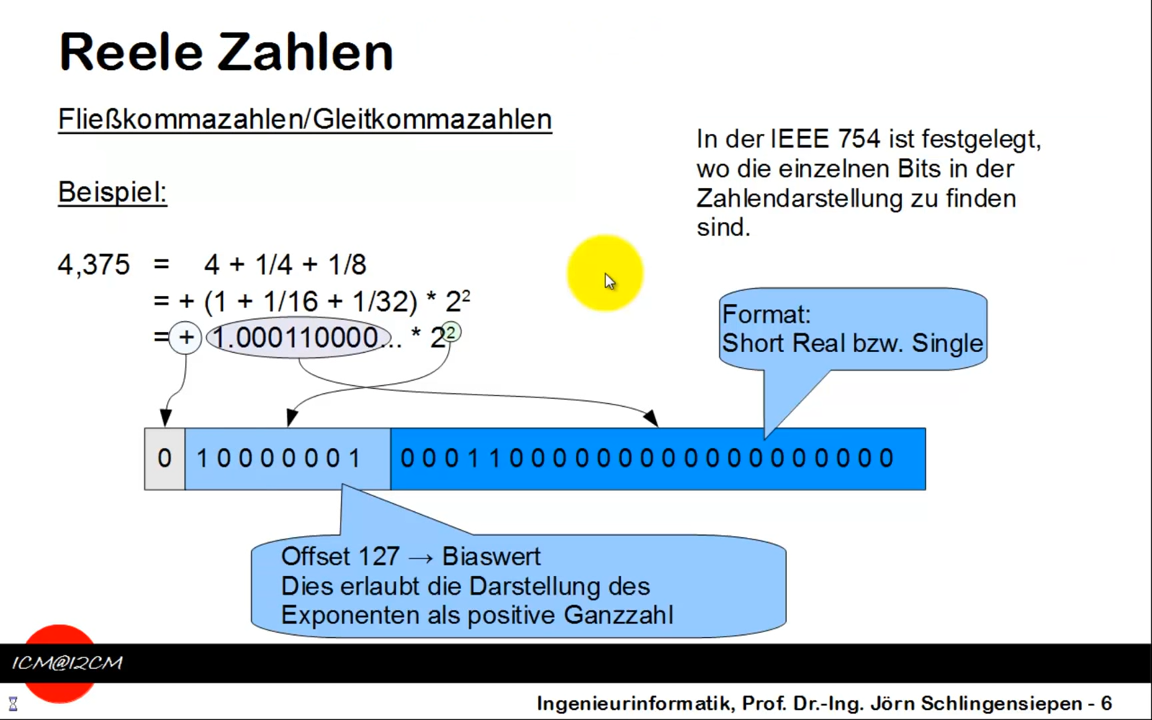 Reele Zahlen
Fließkommazahlen/Gleitkommazahlen
In der IEEE 754 ist festgelegt,
wo die einzelnen Bits in der
Zahlendarstellung zu finden
sind.
Beispiel:
4,375 = 4 + 1/4 + 1/8
= + (1 + 1/16 + 1/32) * 2²
= + 1.000110000... * 2²
Format:
Short Real bzw. Single
0 1 0 0 0 0 0 0 1 0 0 0 1 1 0 0 0 0 0 0 0 0 0 0 0 0 0 0 0 0 0 0
Offset 127 → Biaswert
Dies erlaubt die Darstellung des
Exponenten als positive Ganzzahl
1CM@12CM
Ingenieurinformatik, Prof. Dr.-Ing. Jörn Schlingensiepen - 6